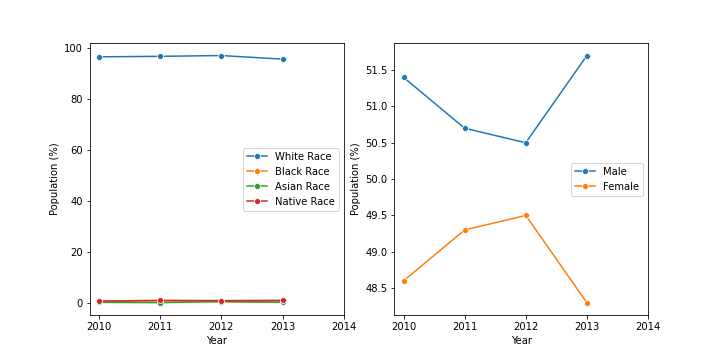 100
80
60
40
20
0
Population (%)
2010 2011 2012 2013 2014
Year
White Race
Black Race
Asian Race
Native Race
51.5
51.0
50.5
50.0
49.5
49.0
48.5
Population (%)
2010 2011 2012 2013 2014
Year
Male
Female